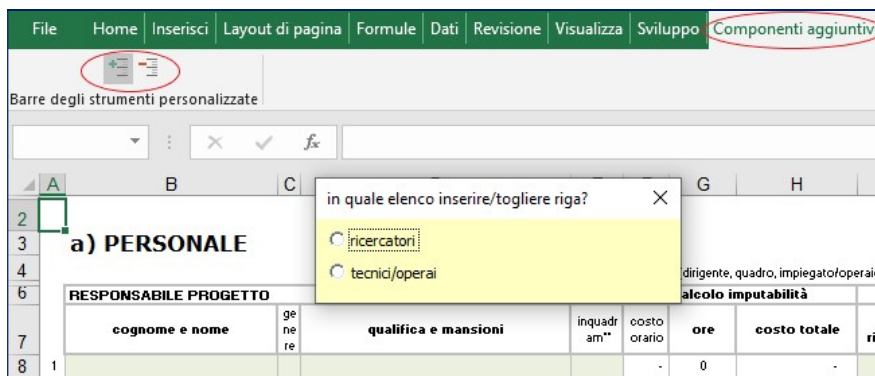 File Home Inserisci Layout di pagina Formule Dati Revisione Visualizza Sviluppo Componenti aggiuntiv
Barre degli strumenti personalizzate
fx
A B C G H
in quale elenco inserire/togliere riga?
ricercatori
tecnici/operai
2
3 a) PERSONALE
4 dirigente, quadro, impiegato/operai
6 RESPONSABILE PROGETTO alcolo imputabilità
7 cognome e nome ge ne re qualifica e mansioni inquadr am** costo orario ore costo totale ri
8 1 - 0 -